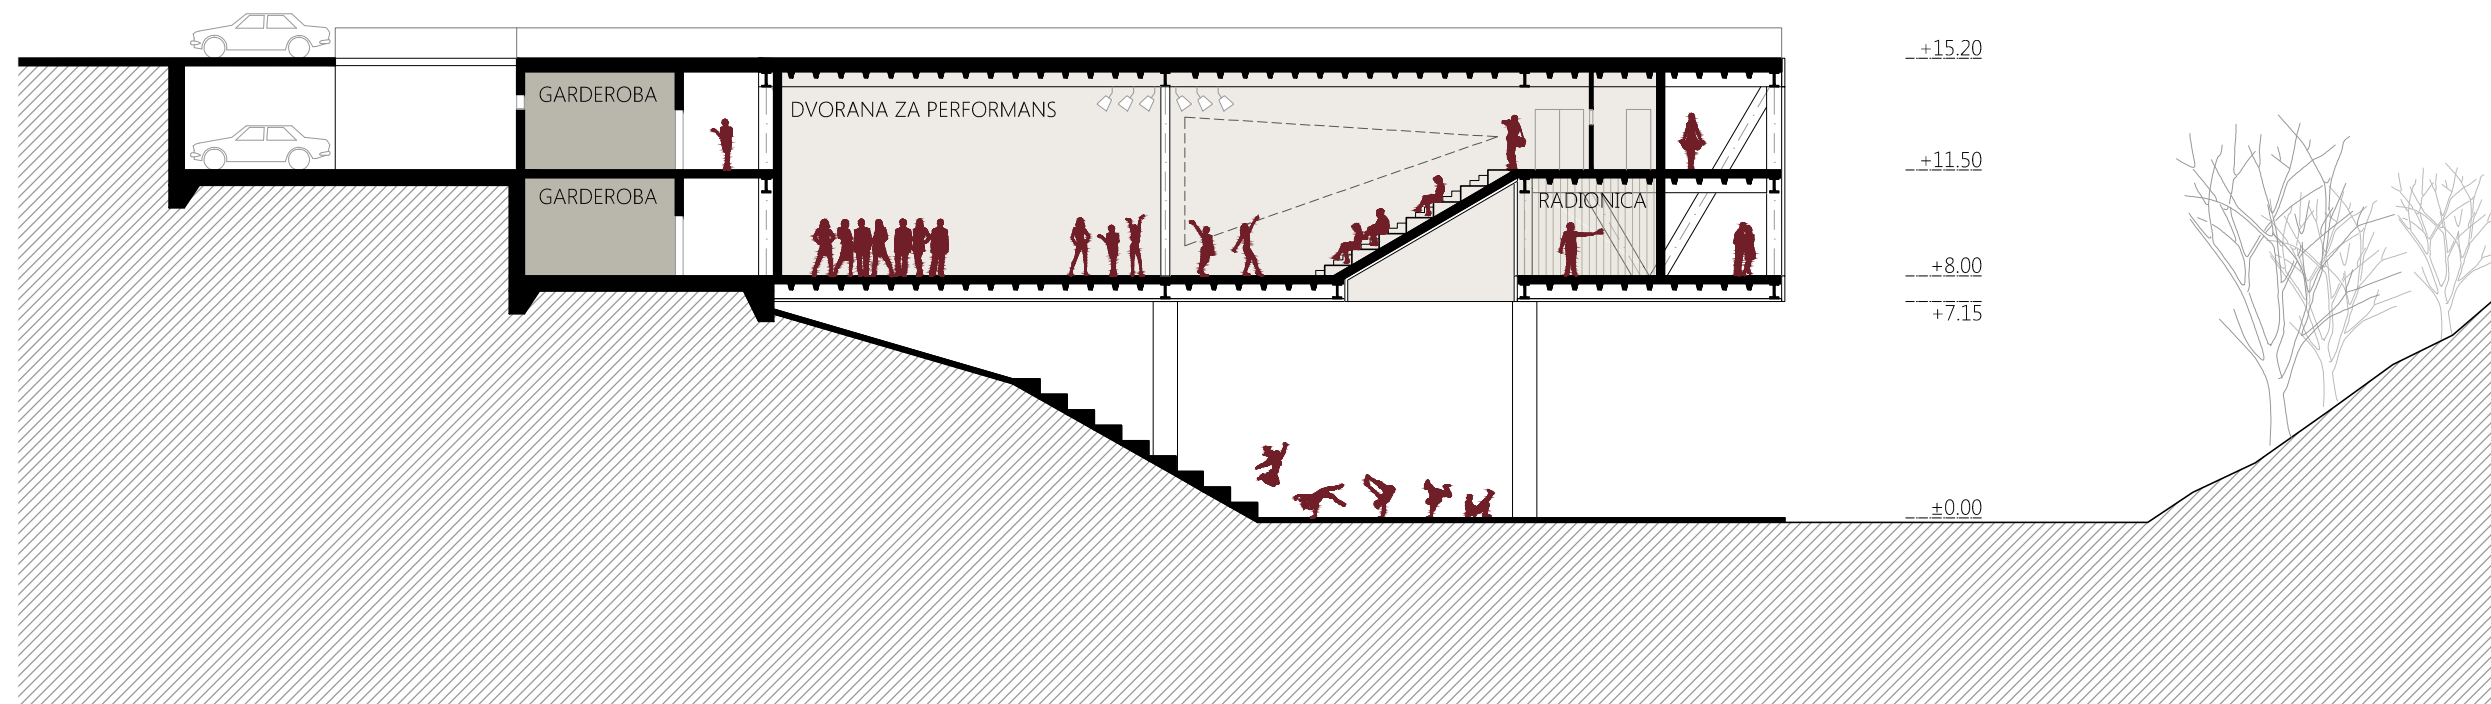 +15.20
GARDEROBA
DVORANA ZA PERFORMANS
+11.50
GARDEROBA
RADIONICA
+8.00
+7.15
±0.00